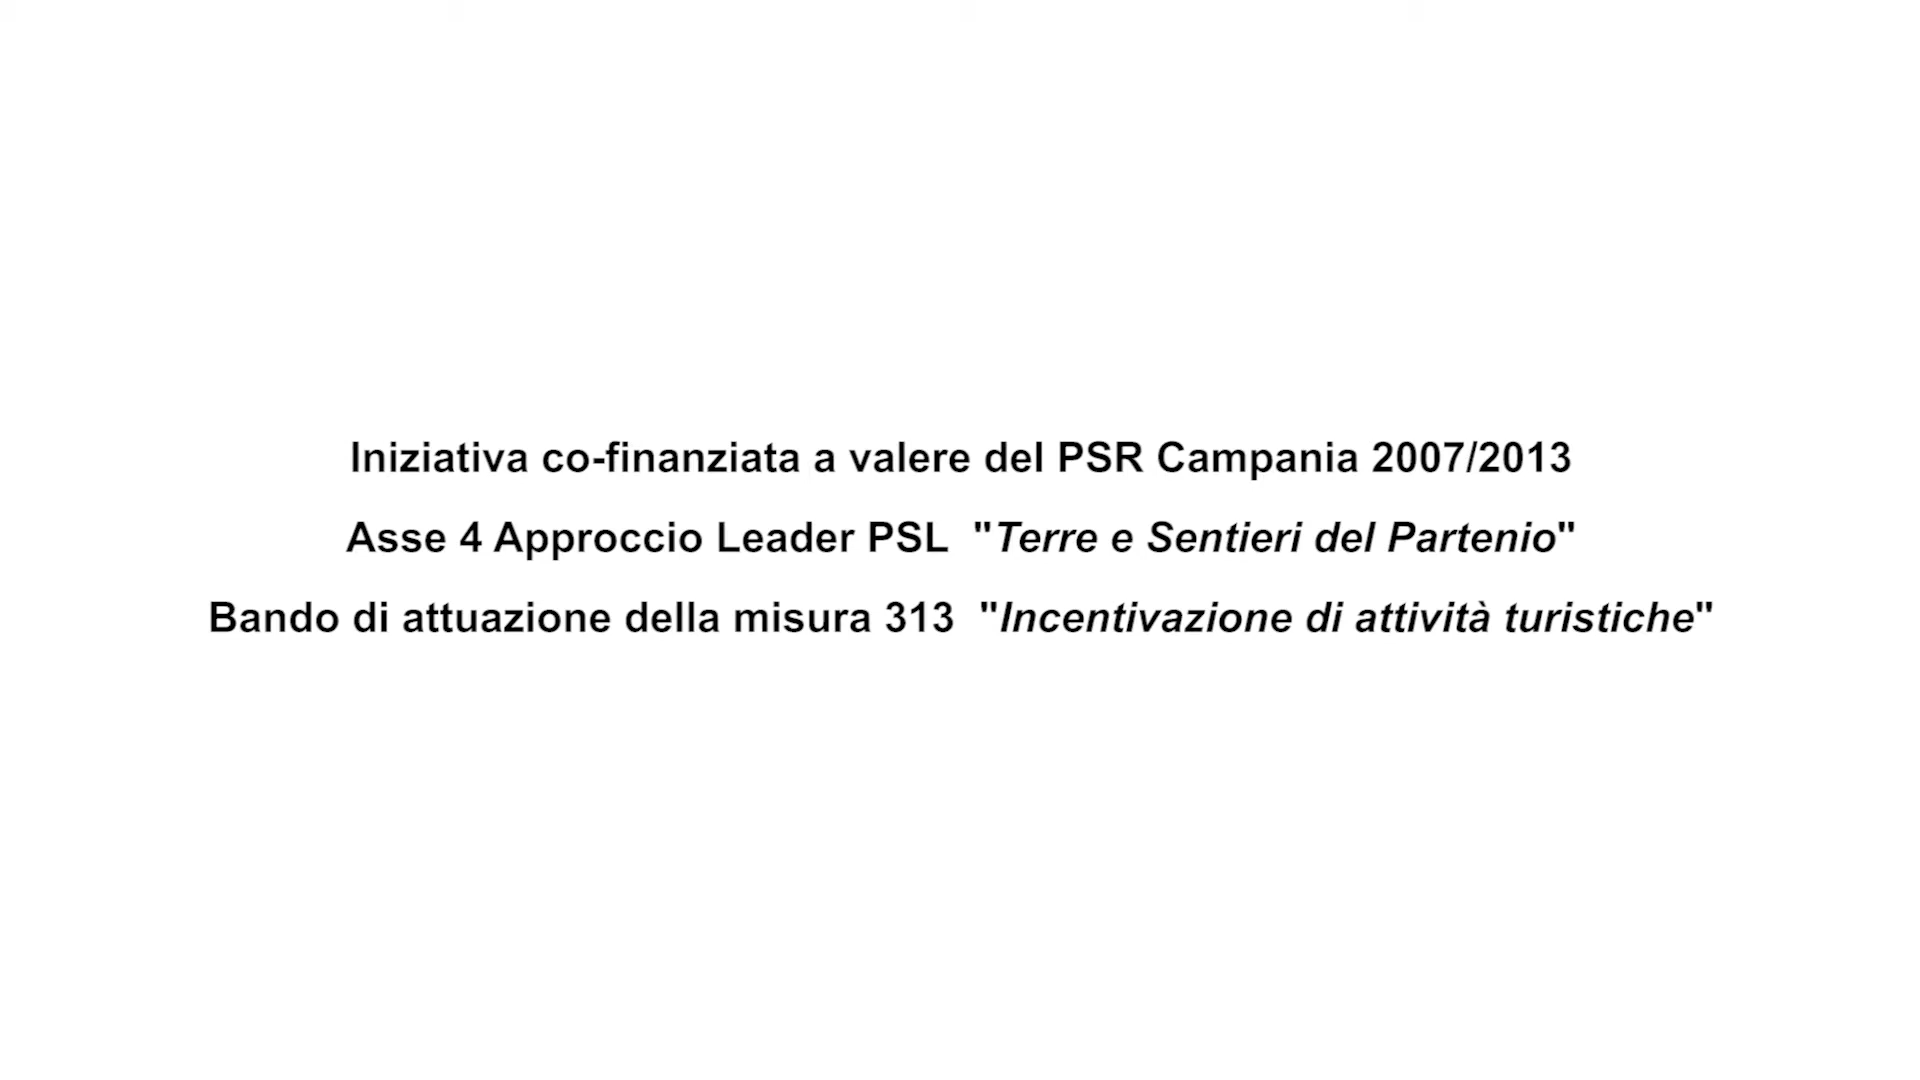 Iniziativa co-finanziata a valere del PSR Campania 2007/2013
Asse 4 Approccio Leader PSL "Terre e Sentieri del Partenio"
Bando di attuazione della misura 313 "Incentivazione di attività turistiche"